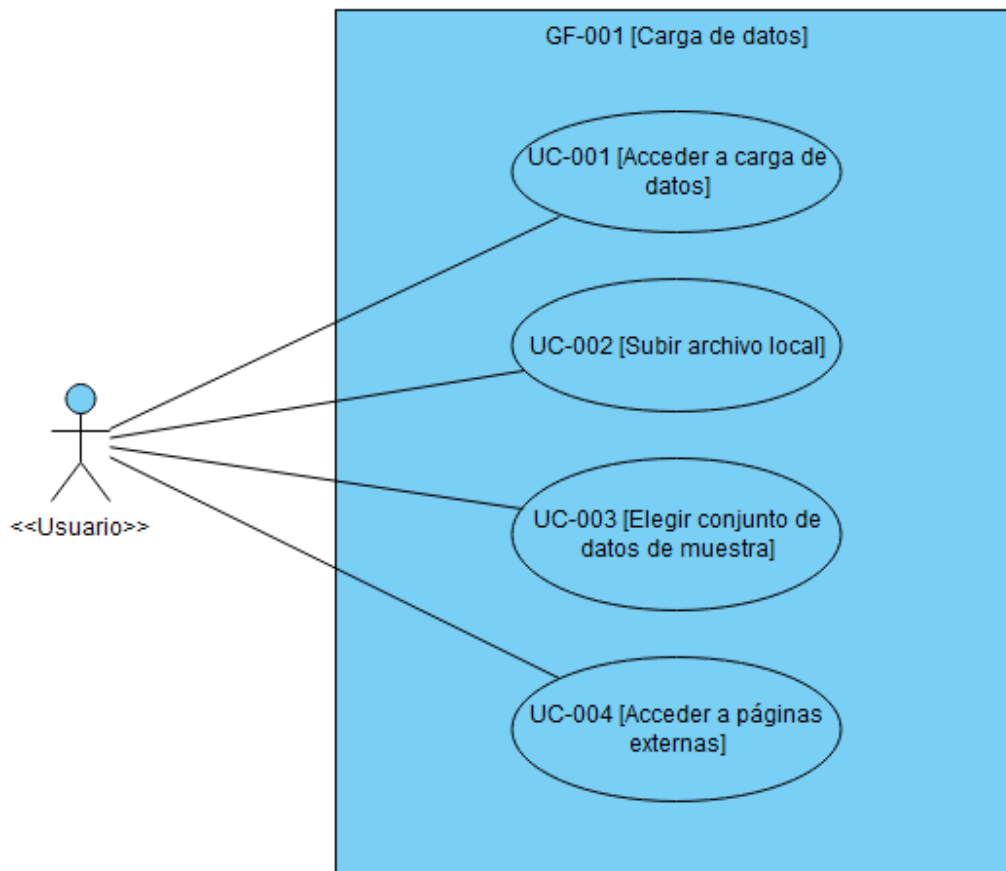 GF-001 [Carga de datos]
UC-001 [Acceder a carga de
datos]
UC-002 [Subir archivo local]
<<Usuario>>
UC-003 [Elegir conjunto de
datos de muestra]
UC-004 [Acceder a páginas
externas]